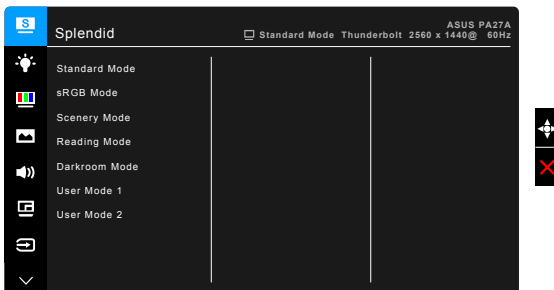 S
Splendid
ASUS PA27A
Standard Mode Thunderbolt 2560 x 1440@ 60Hz
Standard Mode
sRGB Mode
Scenery Mode
Reading Mode
Darkroom Mode
User Mode 1
User Mode 2